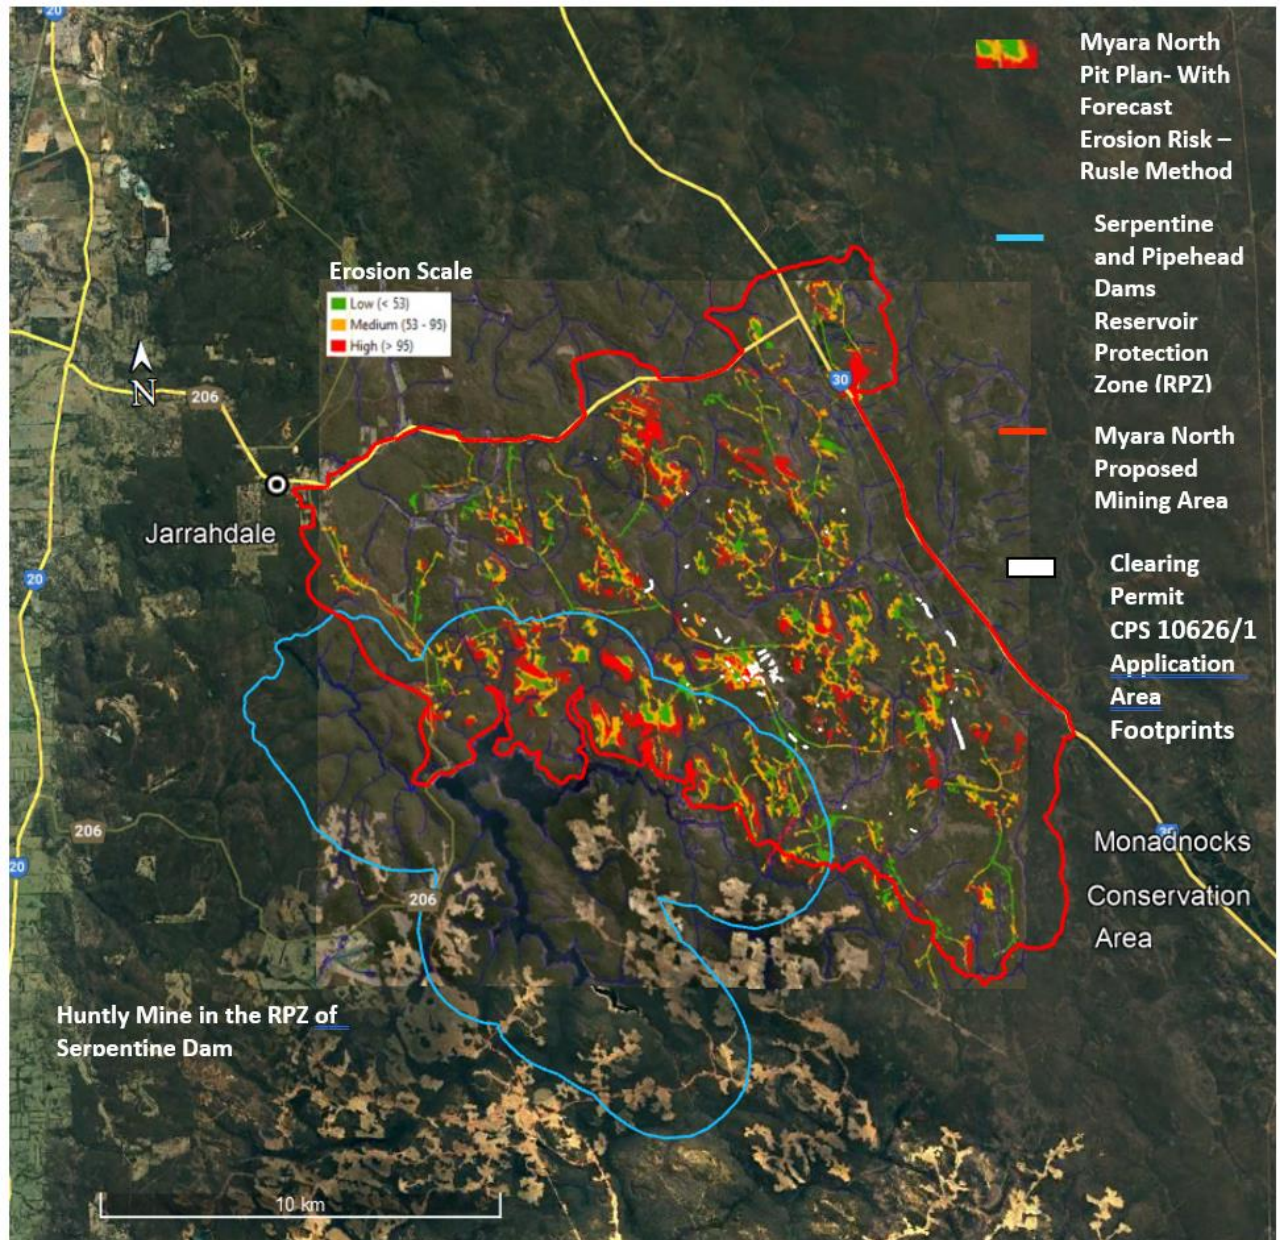 20
Myara North
Pit Plan- With
Forecast
Erosion Risk –
Rusle Method
Serpentine
and Pipehead
Dams
Reservoir
Protection
Zone (RPZ)
Erosion Scale
Low (< 53)
Medium (53 - 95)
High (> 95)
N
206
30
Myara North
Proposed
Mining Area
Jarrahdale
20
Clearing
Permit
CPS 10626/1
Application
Area
Footprints
206
20
206
30
Monadnocks
Conservation
Area
Huntly Mine in the RPZ of
Serpentine Dam
10 km